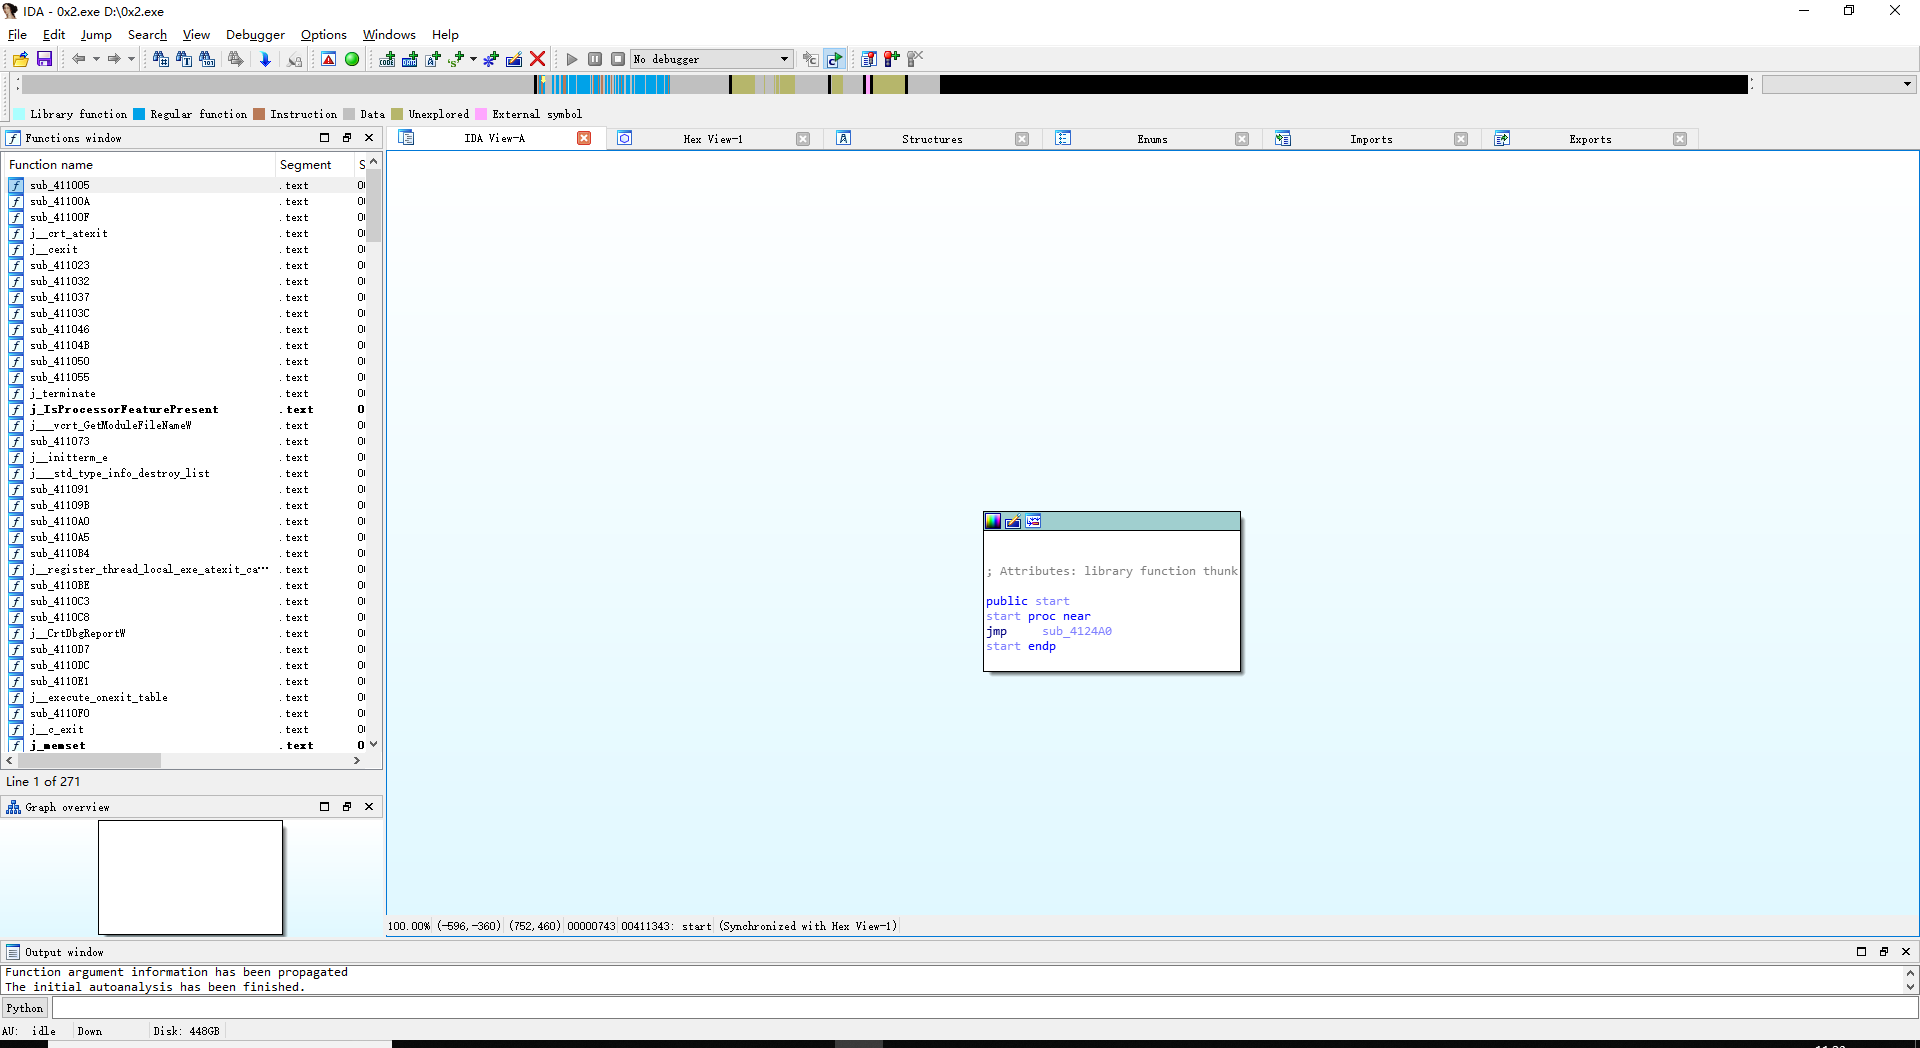 IDA - 0x2.exe D:\0x2.exe
File Edit Jump Search View Debugger Options Windows Help
No debugger
Library function Regular function Instruction Data Unexplored External symbol
Functions window
IDA View-A Hex View-1 Structures Enums Imports Exports
Function name Segment S
sub_411005 .text 0
sub_41100A .text 0
sub_41100F .text 0
j__crt_atexit .text 0
j__cexit .text 0
sub_411023 .text 0
sub_411032 .text 0
sub_411037 .text 0
sub_41103C .text 0
sub_411046 .text 0
sub_41104B .text 0
sub_411050 .text 0
sub_411055 .text 0
j_terminate .text 0
j_IsProcessorFeaturePresent .text 0
j___vcrt_GetModuleFileNameW .text 0
sub_411073 .text 0
j__initterm_e .text 0
j___std_type_info_destroy_list .text 0
sub_411091 .text 0
sub_41109B .text 0
sub_4110A0 .text 0
sub_4110A5 .text 0
sub_4110B4 .text 0
j__register_thread_local_exe_atexit_ca… .text 0
sub_4110BE .text 0
sub_4110C3 .text 0
sub_4110C8 .text 0
j__CrtDbgReportW .text 0
sub_4110D7 .text 0
sub_4110DC .text 0
sub_4110E1 .text 0
j__execute_onexit_table .text 0
sub_4110F0 .text 0
j__c_exit .text 0
j_memset .text 0
Line 1 of 271
Graph overview
; Attributes: library function thunk
public start
start proc near
jmp sub_4124A0
start endp
100.00% (-596,-360) (752,460) 00000743 00411343: start (Synchronized with Hex View-1)
Output window
Function argument information has been propagated
The initial autoanalysis has been finished.
Python
AU: idle Down Disk: 448GB